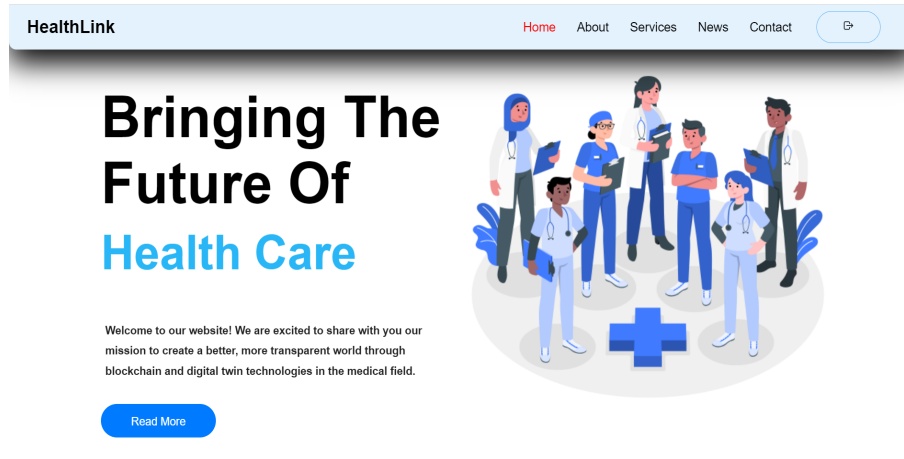 HealthLink
Home About Services News Contact
Bringing The
Future Of
Health Care
Welcome to our website! We are excited to share with you our
mission to create a better, more transparent world through
blockchain and digital twin technologies in the medical field.
Read More